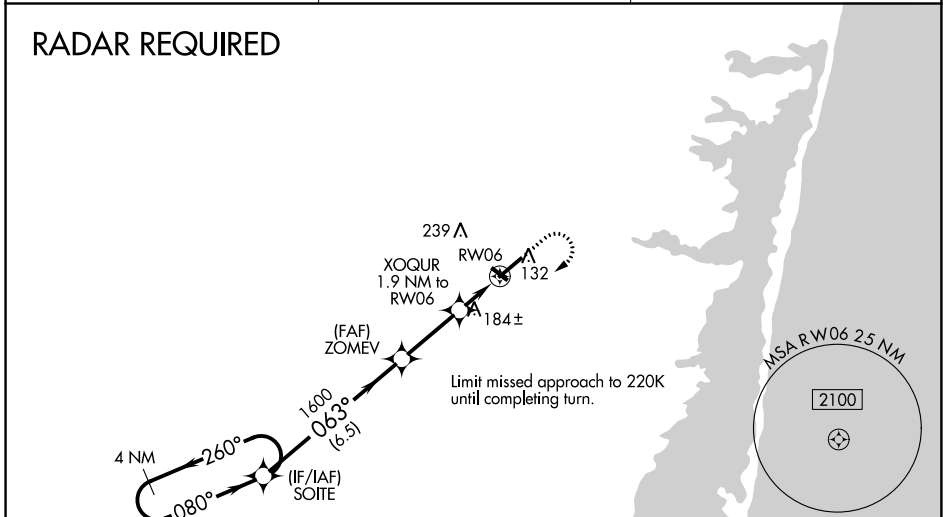 RADAR REQUIRED
239
RW06
132
XOQUR
1.9 NM to
RW06
184±
(FAF)
ZOMEV
Limit missed approach to 220K
until completing turn.
MSA RW06 25 NM
2100
1600
063°
(6.5)
260°
4 NM
(IF/IAF)
SOITE
080°